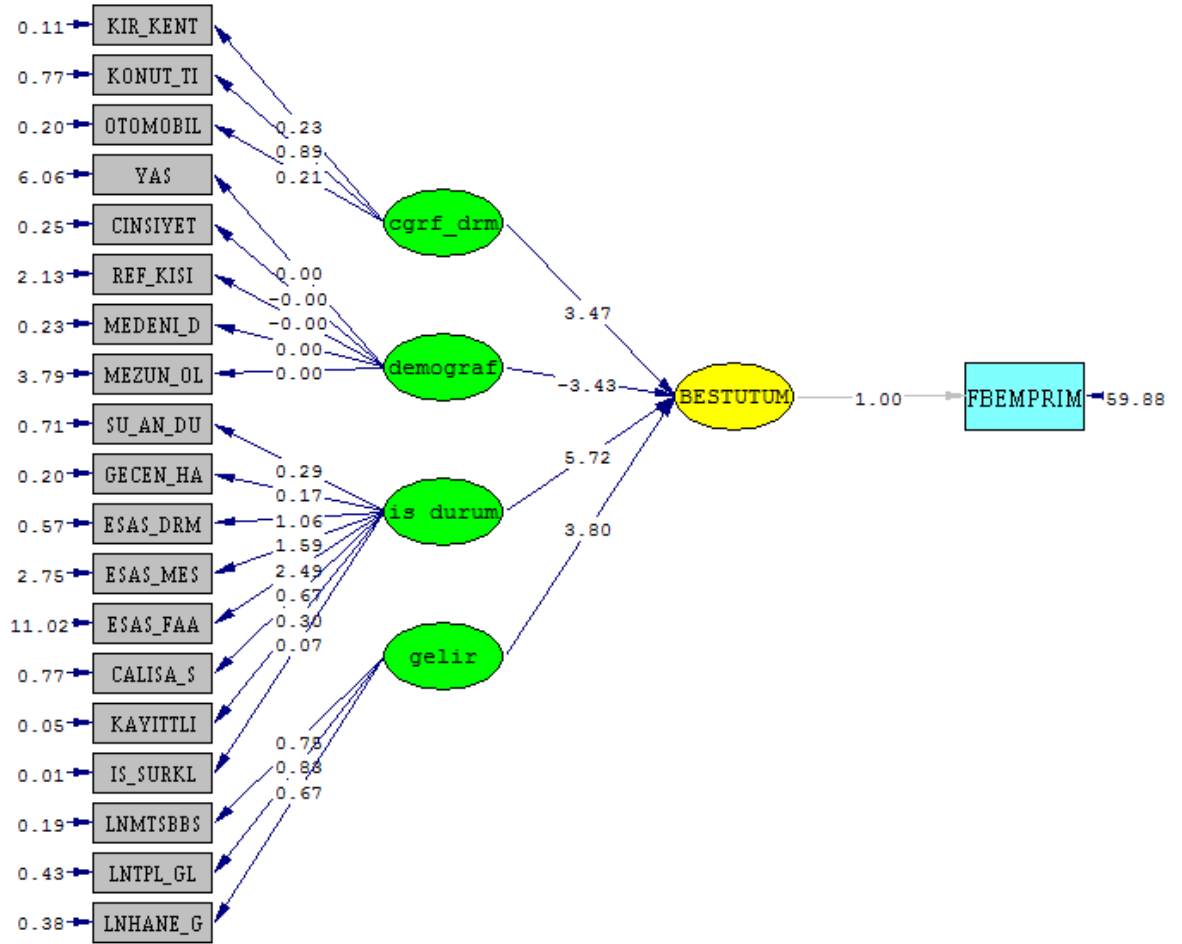 0.11 KIR_KENT
0.77 KONUT_TI
0.20 OTOMOBIL
6.06 YAS
0.25 CINSIYET
2.13 REF_KISI
0.23 MEDENI_D
3.79 MEZUN_OL
0.71 SU_AN_DU
0.20 GECEN_HA
0.57 ESAS_DRM
2.75 ESAS_MES
11.02 ESAS_FAA
0.77 CALISA_S
0.05 KAYITTLI
0.01 IS_SURKL
0.19 LNMTSBBS
0.43 LNTPL_GL
0.38 LNHANE_G
0.23
0.89
0.21
0.00
-0.00
-0.00
0.00
0.00
0.29
0.17
1.06
1.59
2.49
0.67
0.30
0.07
0.78
0.88
0.67
cgrf_drm
demograf
is durum
gelir
3.47
-3.43
5.72
3.80
BESTUTUM
1.00
FBEMPRIM
59.88